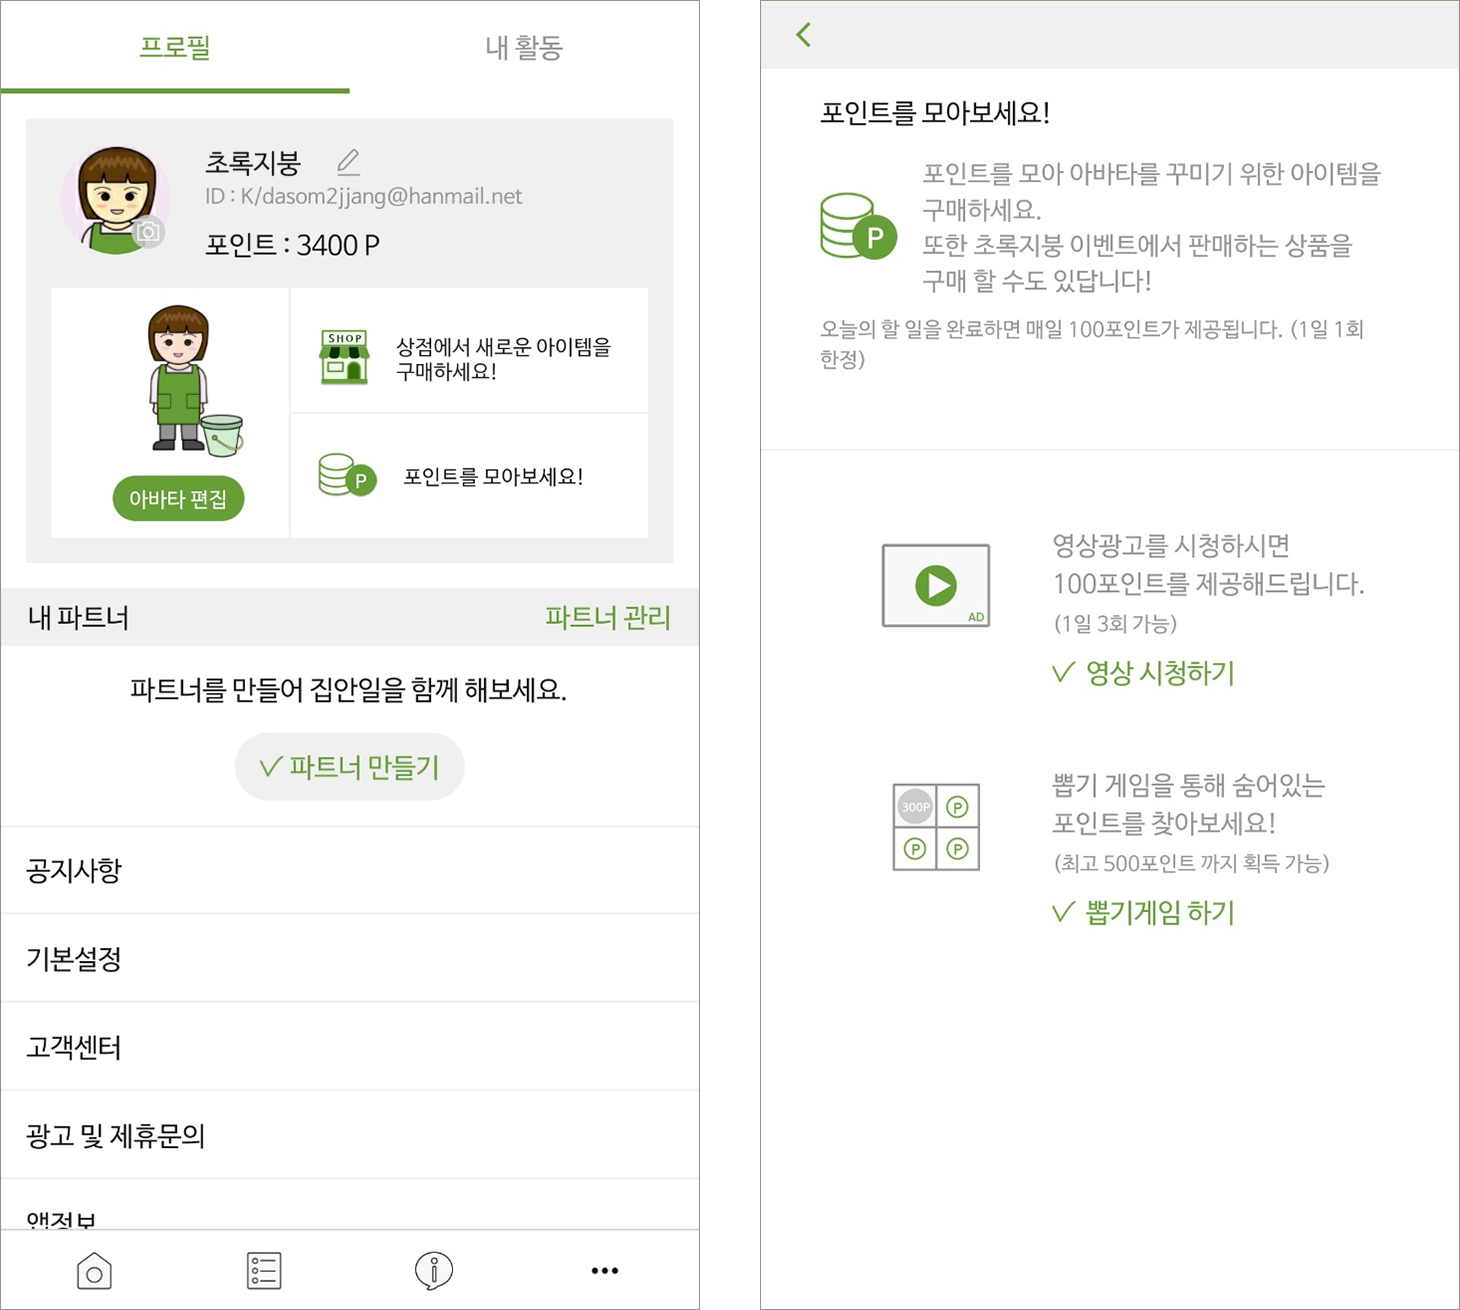 프로필
내 활동
초록지붕
ID : K/dasom2jjang@hanmail.net
포인트 : 3400 P
SHOP
상점에서 새로운 아이템을
구매하세요!
아바타 편집
P
포인트를 모아보세요!
내 파트너
파트너 관리
파트너를 만들어 집안일을 함께 해보세요.
파트너 만들기
공지사항
기본설정
고객센터
광고 및 제휴문의
앱정보
포인트를 모아보세요!
P
포인트를 모아 아바타를 꾸미기 위한 아이템을
구매하세요.
또한 초록지붕 이벤트에서 판매하는 상품을
구매 할 수도 있답니다!
오늘의 할 일을 완료하면 매일 100포인트가 제공됩니다. (1일 1회
한정)
AD
영상광고를 시청하시면
100포인트를 제공해드립니다.
(1일 3회 가능)
영상 시청하기
300P P
P P
뽑기 게임을 통해 숨어있는
포인트를 찾아보세요!
(최고 500포인트 까지 획득 가능)
뽑기게임 하기